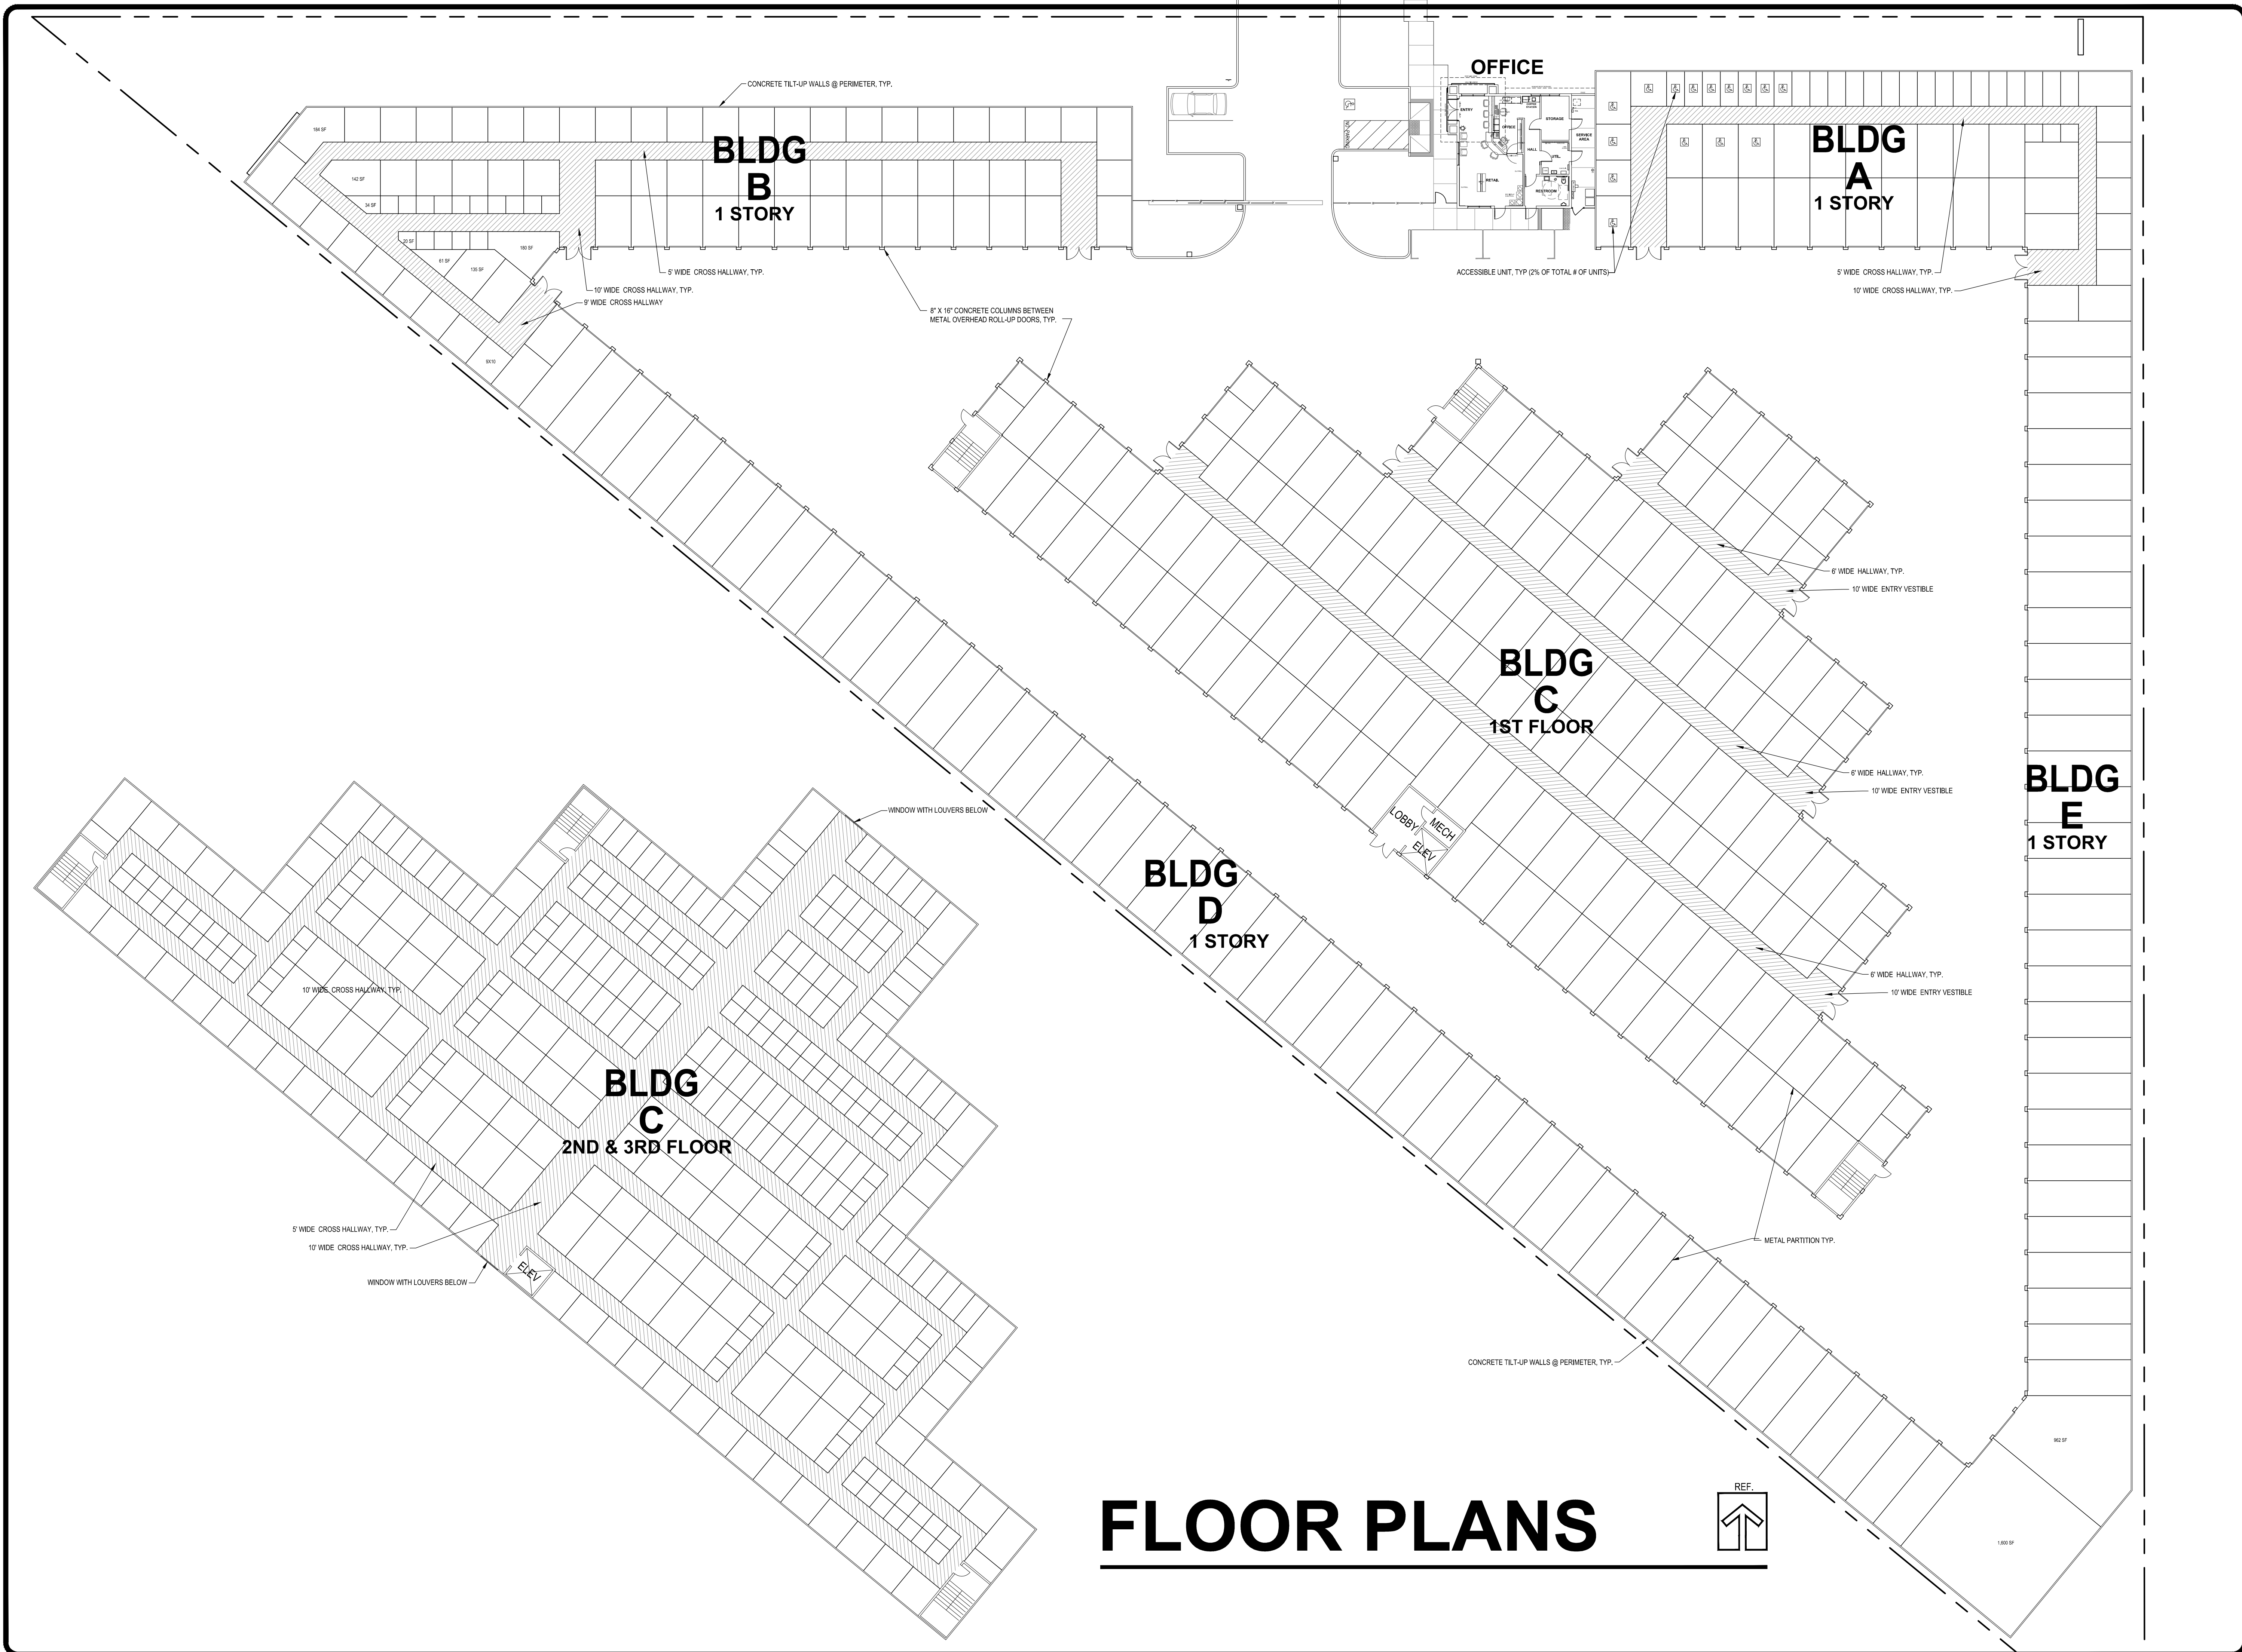 CONCRETE TILT-UP WALLS @ PERIMETER, TYP.
OFFICE
ENTRY
OFFICE
STORAGE
SERVICE
AREA
HALL
UTIL.
RETAIL
RESTROOM
184 SF
142 SF
34 SF
20 SF
61 SF
135 SF
180 SF
6X10
BLDG
B
1 STORY
BLDG
A
1 STORY
5' WIDE CROSS HALLWAY, TYP.
10' WIDE CROSS HALLWAY, TYP.
9' WIDE CROSS HALLWAY
8" X 16" CONCRETE COLUMNS BETWEEN
METAL OVERHEAD ROLL-UP DOORS, TYP.
ACCESSIBLE UNIT, TYP (2% OF TOTAL # OF UNITS)
5' WIDE CROSS HALLWAY, TYP.
10' WIDE CROSS HALLWAY, TYP.
6' WIDE HALLWAY, TYP.
10' WIDE ENTRY VESTIBLE
BLDG
C
1ST FLOOR
6' WIDE HALLWAY, TYP.
10' WIDE ENTRY VESTIBLE
BLDG
E
1 STORY
LOBBY
MECH
ELEV
WINDOW WITH LOUVERS BELOW
BLDG
D
1 STORY
6' WIDE HALLWAY, TYP.
10' WIDE ENTRY VESTIBLE
10' WIDE CROSS HALLWAY, TYP.
BLDG
C
2ND & 3RD FLOOR
5' WIDE CROSS HALLWAY, TYP.
10' WIDE CROSS HALLWAY, TYP.
WINDOW WITH LOUVERS BELOW
ELEV
METAL PARTITION TYP.
CONCRETE TILT-UP WALLS @ PERIMETER, TYP.
962 SF
1,600 SF
FLOOR PLANS
REF.